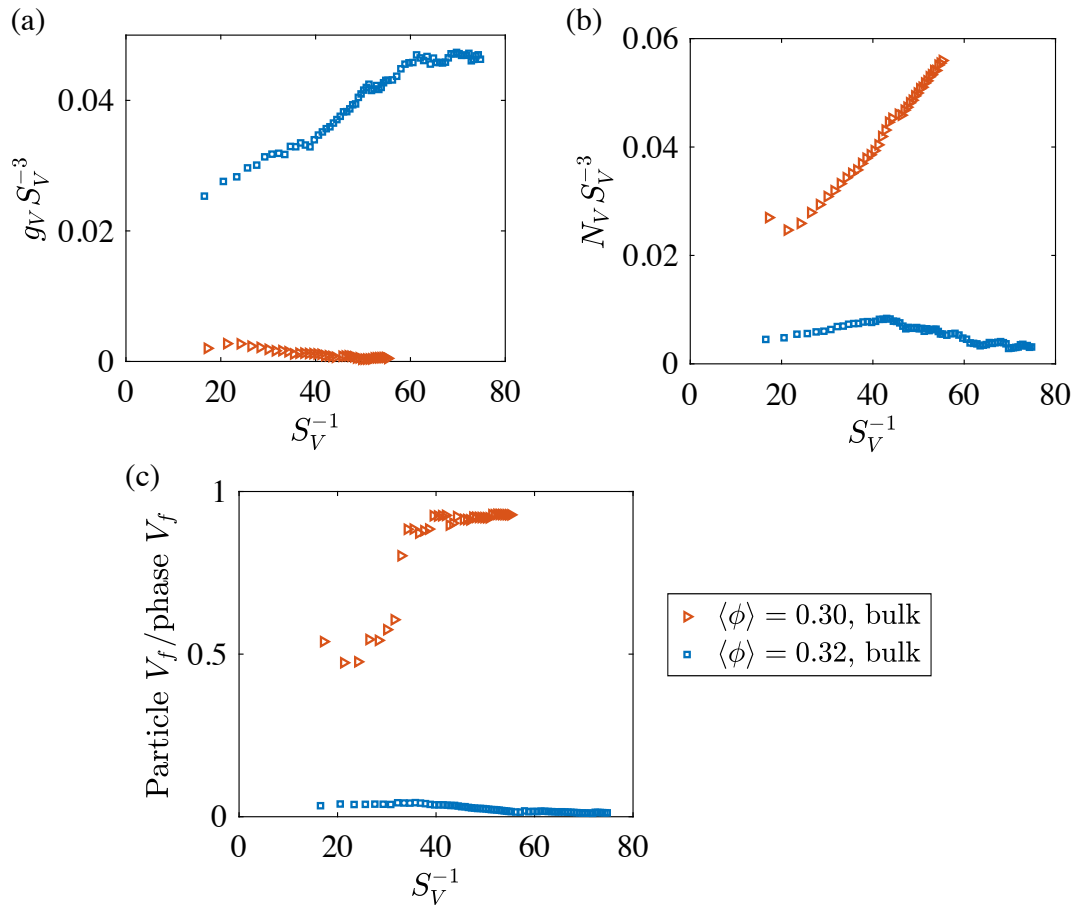 (a)
0.04
0.02
0
g_V S_V^{-3}
0 20 40 60 80
S_V^{-1}
(b)
0.06
0.04
0.02
0
N_V S_V^{-3}
0 20 40 60 80
S_V^{-1}
(c)
1
0.5
0
Particle V_f/phase V_f
0 20 40 60 80
S_V^{-1}
⟨ϕ⟩ = 0.30, bulk
⟨ϕ⟩ = 0.32, bulk